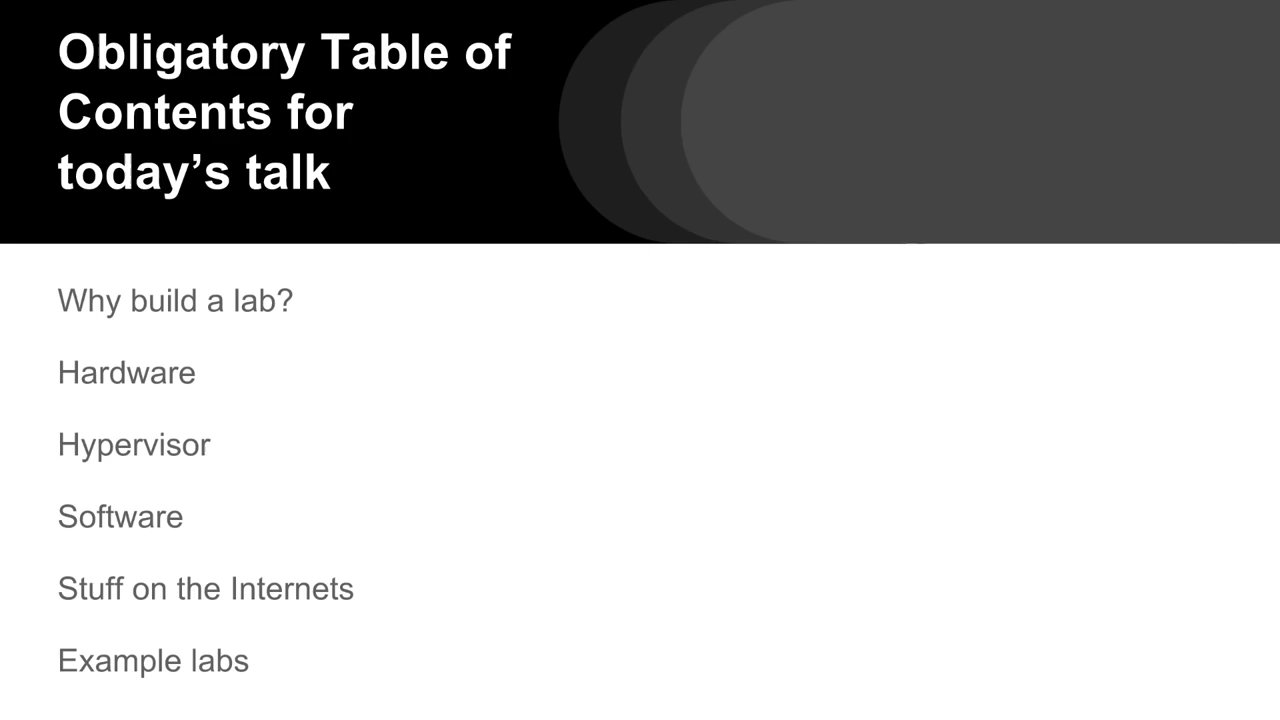 Obligatory Table of
Contents for
today’s talk
Why build a lab?
Hardware
Hypervisor
Software
Stuff on the Internets
Example labs